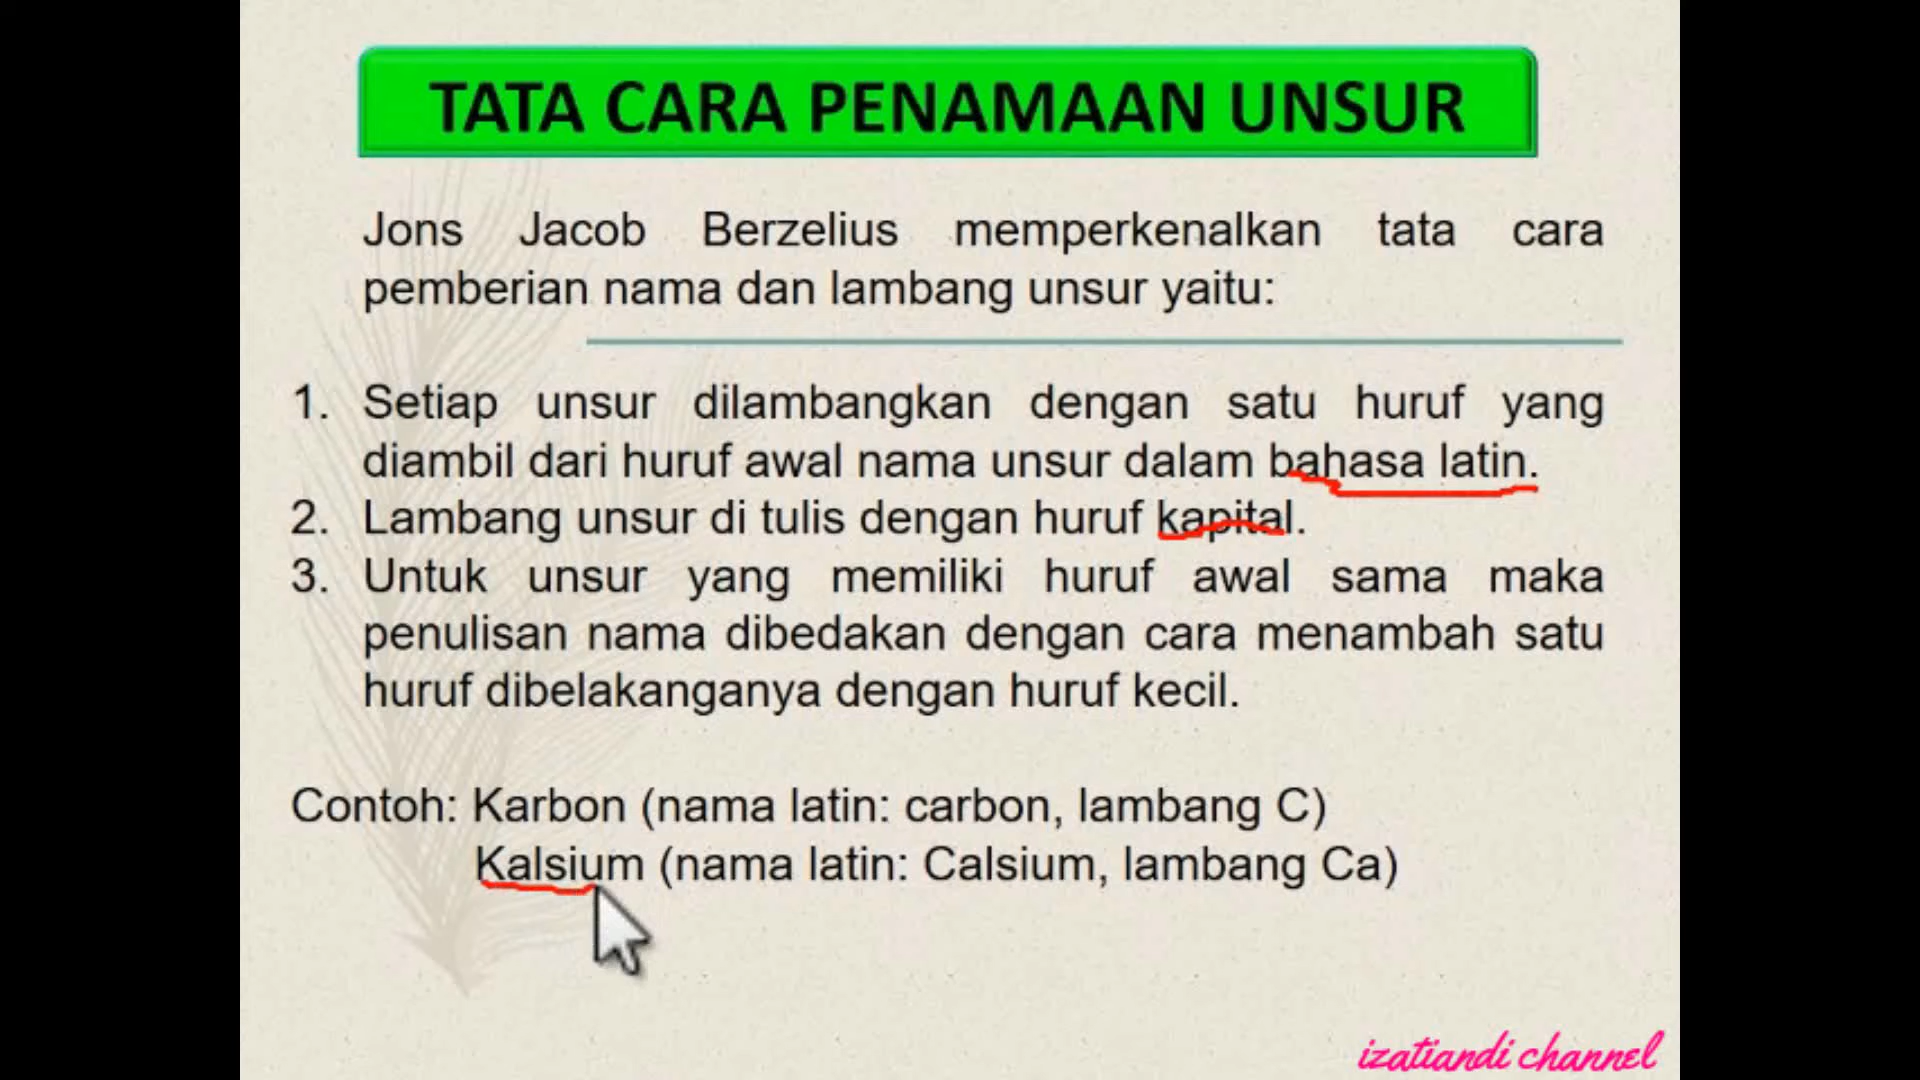 TATA CARA PENAMAAN UNSUR
Jons Jacob Berzelius memperkenalkan tata cara
pemberian nama dan lambang unsur yaitu:
1. Setiap unsur dilambangkan dengan satu huruf yang
diambil dari huruf awal nama unsur dalam bahasa latin.
2. Lambang unsur di tulis dengan huruf kapital.
3. Untuk unsur yang memiliki huruf awal sama maka
penulisan nama dibedakan dengan cara menambah satu
huruf dibelakanganya dengan huruf kecil.
Contoh: Karbon (nama latin: carbon, lambang C)
Kalsium (nama latin: Calsium, lambang Ca)
izatiandi channel